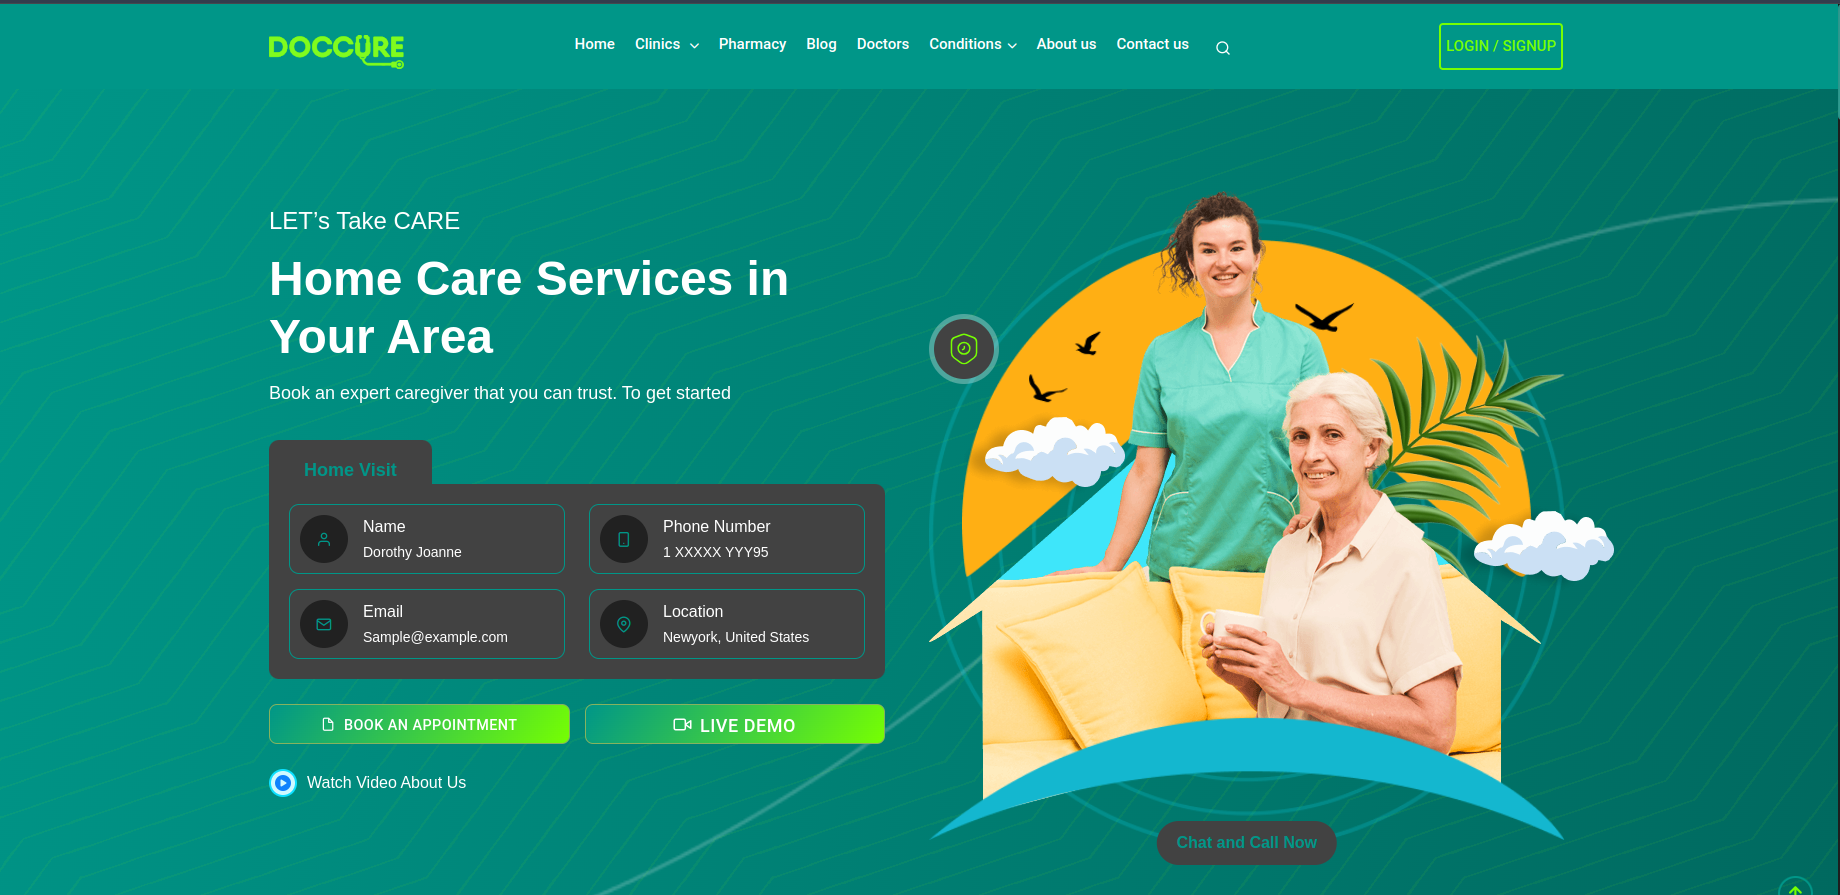 DOCCURE
Home Clinics Pharmacy Blog Doctors Conditions About us Contact us
LOGIN / SIGNUP
LET’s Take CARE
Home Care Services in
Your Area
Book an expert caregiver that you can trust. To get started
Home Visit
Name
Dorothy Joanne
Phone Number
1 XXXXX YYY95
Email
Sample@example.com
Location
Newyork, United States
BOOK AN APPOINTMENT
LIVE DEMO
Watch Video About Us
Chat and Call Now